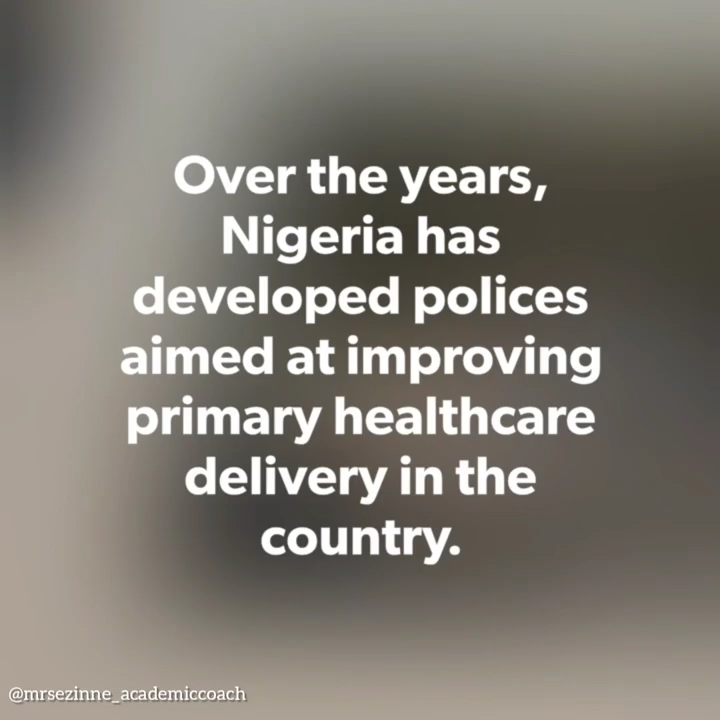 Over the years,
Nigeria has
developed polices
aimed at improving
primary healthcare
delivery in the
country.
@mrsezinne_academiccoach